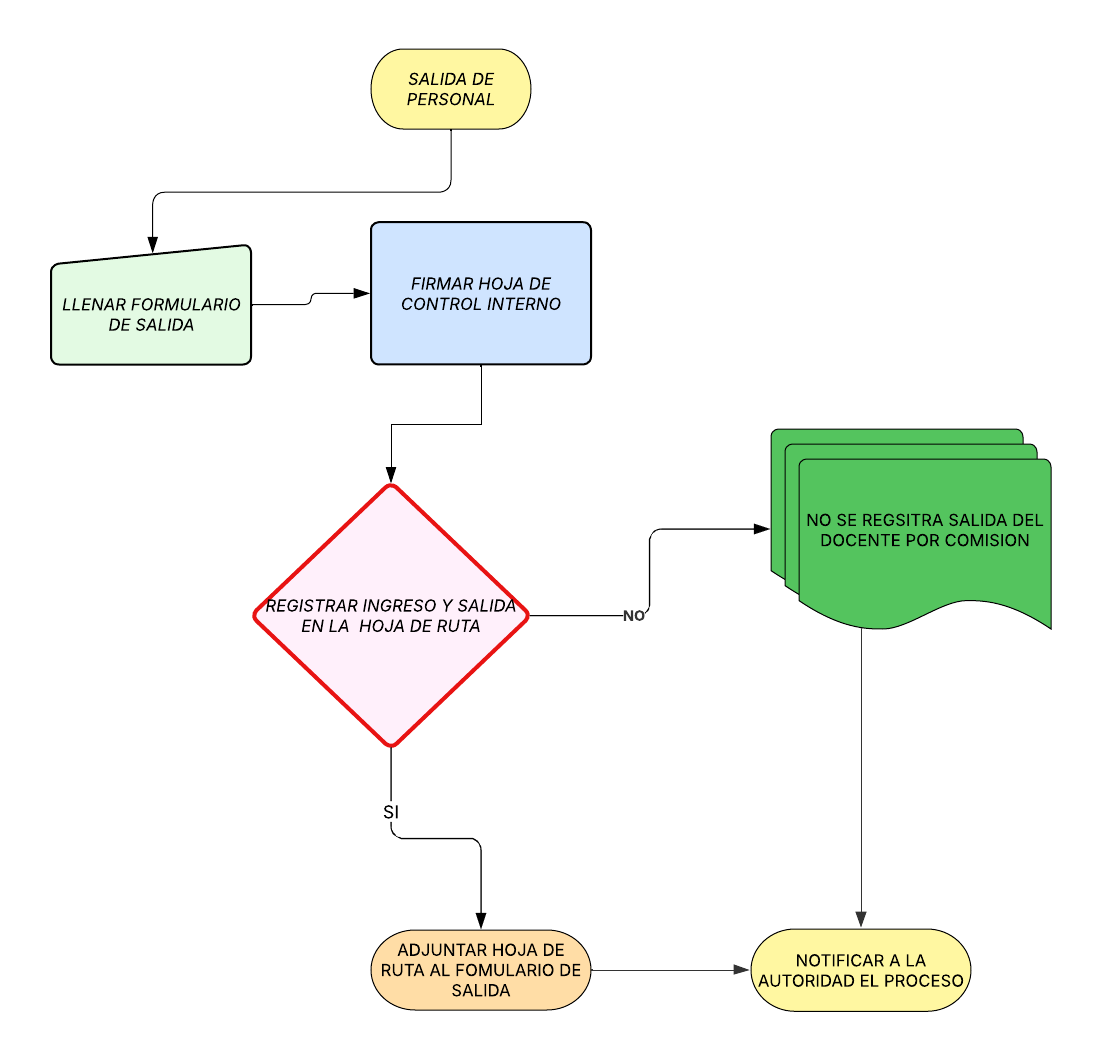 SALIDA DE
PERSONAL
LLENAR FORMULARIO
DE SALIDA
FIRMAR HOJA DE
CONTROL INTERNO
REGISTRAR INGRESO Y SALIDA
EN LA HOJA DE RUTA
NO
NO SE REGSITRA SALIDA DEL
DOCENTE POR COMISION
SI
ADJUNTAR HOJA DE
RUTA AL FOMULARIO DE
SALIDA
NOTIFICAR A LA
AUTORIDAD EL PROCESO